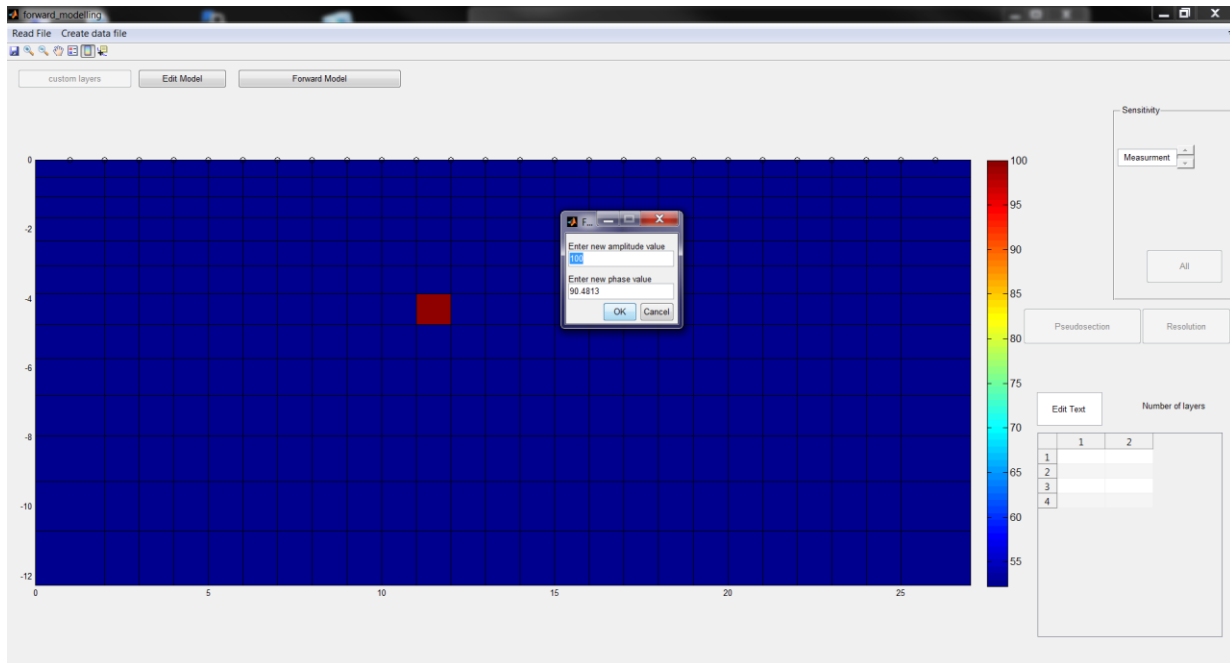 forward_modelling
Read File Create data file
custom layers Edit Model Forward Model
Sensitivity
Measurment
All
Pseudosection Resolution
Edit Text Number of layers
1 2
1
2
3
4
0
-2
-4
-6
-8
-10
-12
0 5 10 15 20 25
100
95
90
85
80
75
70
65
60
55
F...
Enter new amplitude value
100
Enter new phase value
90.4813
OK Cancel